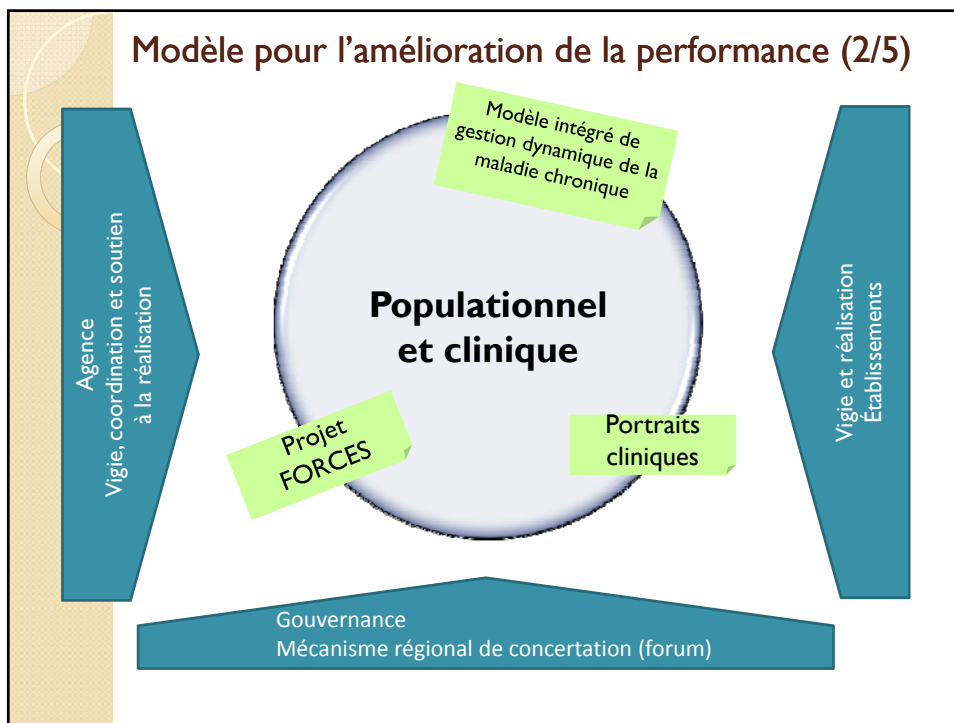 Modèle pour l’amélioration de la performance (2/5)
Modèle intégré de
gestion dynamique de la
maladie chronique
Agence
Vigie, coordination et soutien
à la réalisation
Populationnel
et clinique
Vigie et réalisation
Établissements
Projet
FORCES
Portraits
cliniques
Gouvernance
Mécanisme régional de concertation (forum)